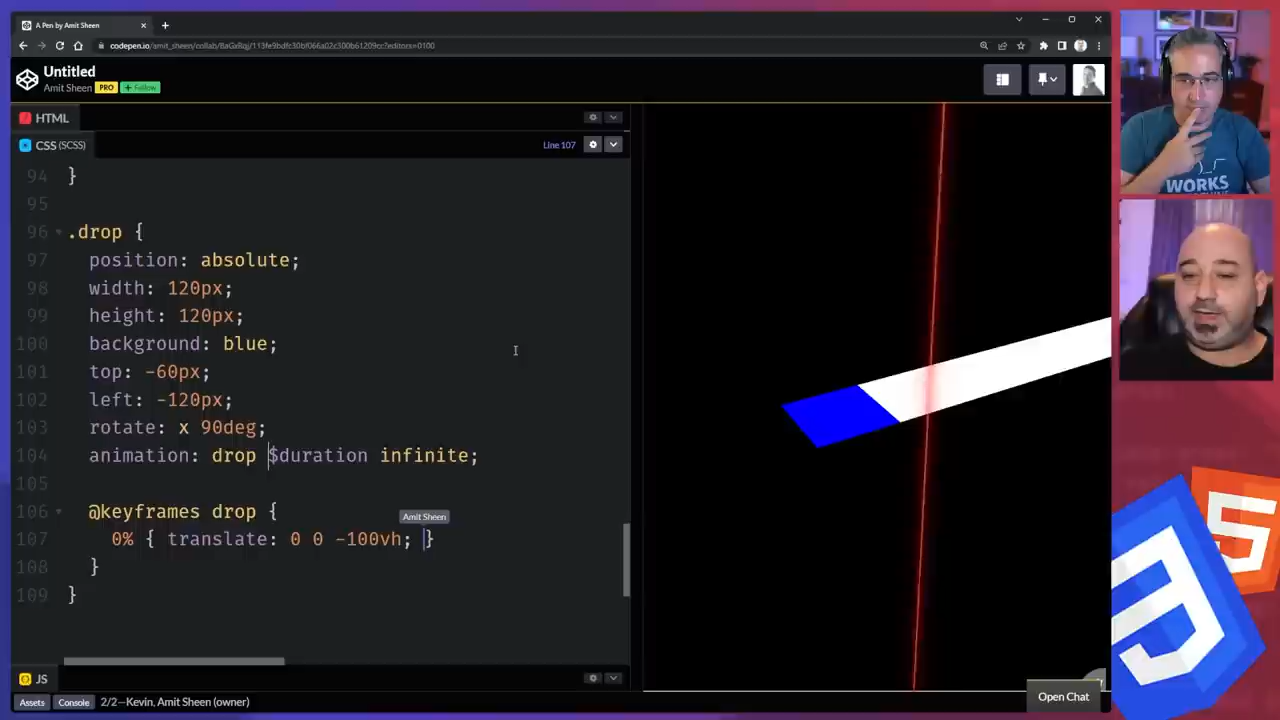 A Pen by Amit Sheen
codepen.io/amit_sheen/collab/BaGxBqj/113fe9bdfc30bf066a02c300b61209cc?editors=0100
Untitled
Amit Sheen PRO + Follow
HTML
CSS (SCSS)
Line 107
94 }
95
96 .drop {
97 position: absolute;
98 width: 120px;
99 height: 120px;
100 background: blue;
101 top: -60px;
102 left: -120px;
103 rotate: x 90deg;
104 animation: drop $duration infinite;
105
106 @keyframes drop {
Amit Sheen
107 0% { translate: 0 0 -100vh; }
108 }
109 }
JS
Assets Console 2/2—Kevin, Amit Sheen (owner)
Open Chat
WORKS